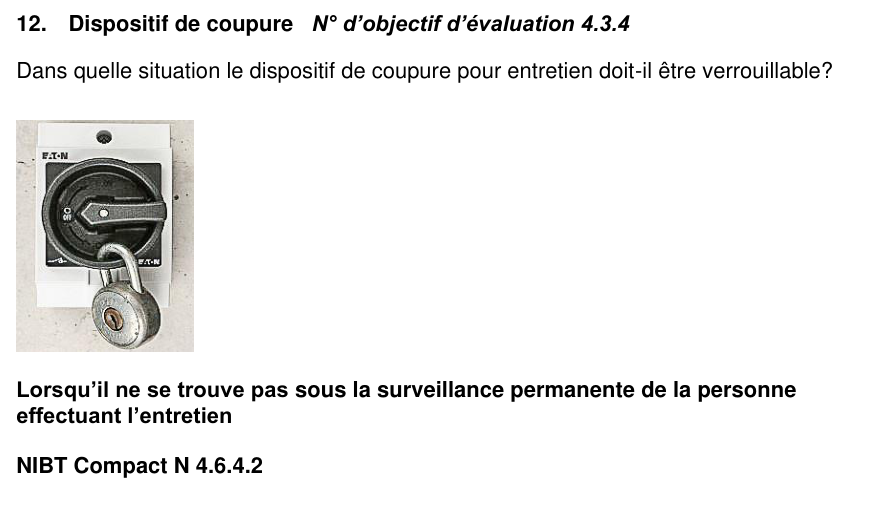 12. Dispositif de coupure N° d’objectif d’évaluation 4.3.4
Dans quelle situation le dispositif de coupure pour entretien doit-il être verrouillable?
E.T.N
E.T.N
Lorsqu’il ne se trouve pas sous la surveillance permanente de la personne
effectuant l’entretien
NIBT Compact N 4.6.4.2